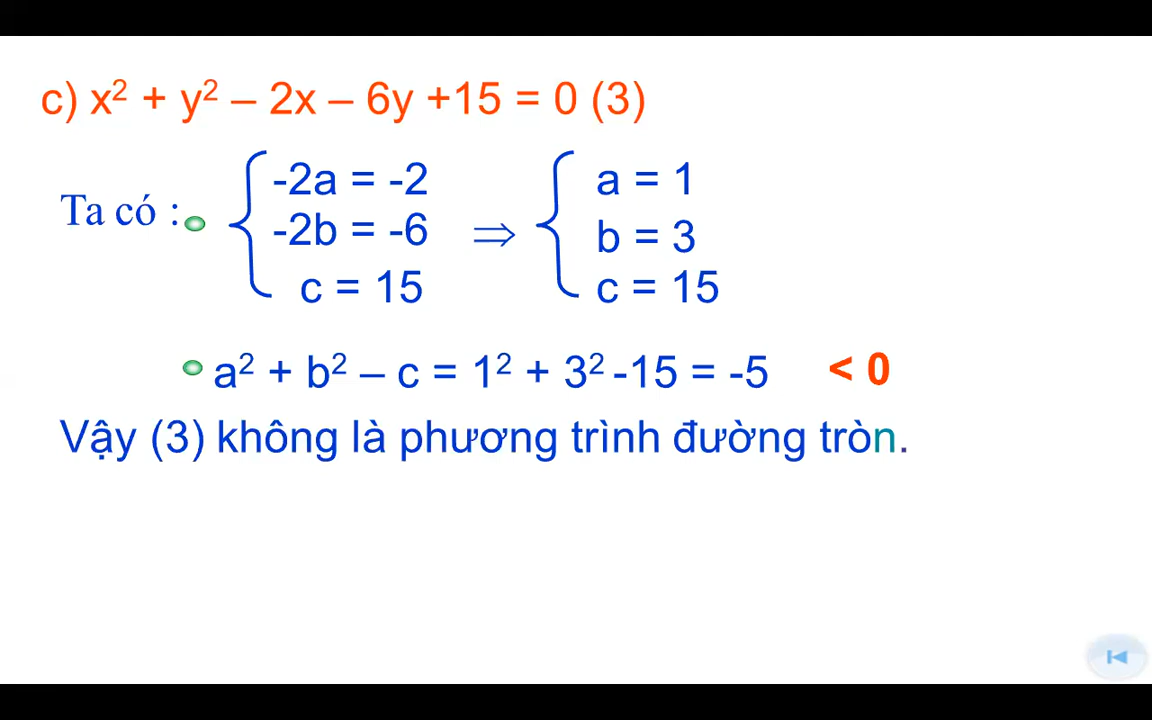 c) x² + y² – 2x – 6y +15 = 0 (3)
Ta có :
-2a = -2
-2b = -6
c = 15
⇒
a = 1
b = 3
c = 15
a² + b² – c = 1² + 3² -15 = -5 < 0
Vậy (3) không là phương trình đường tròn.